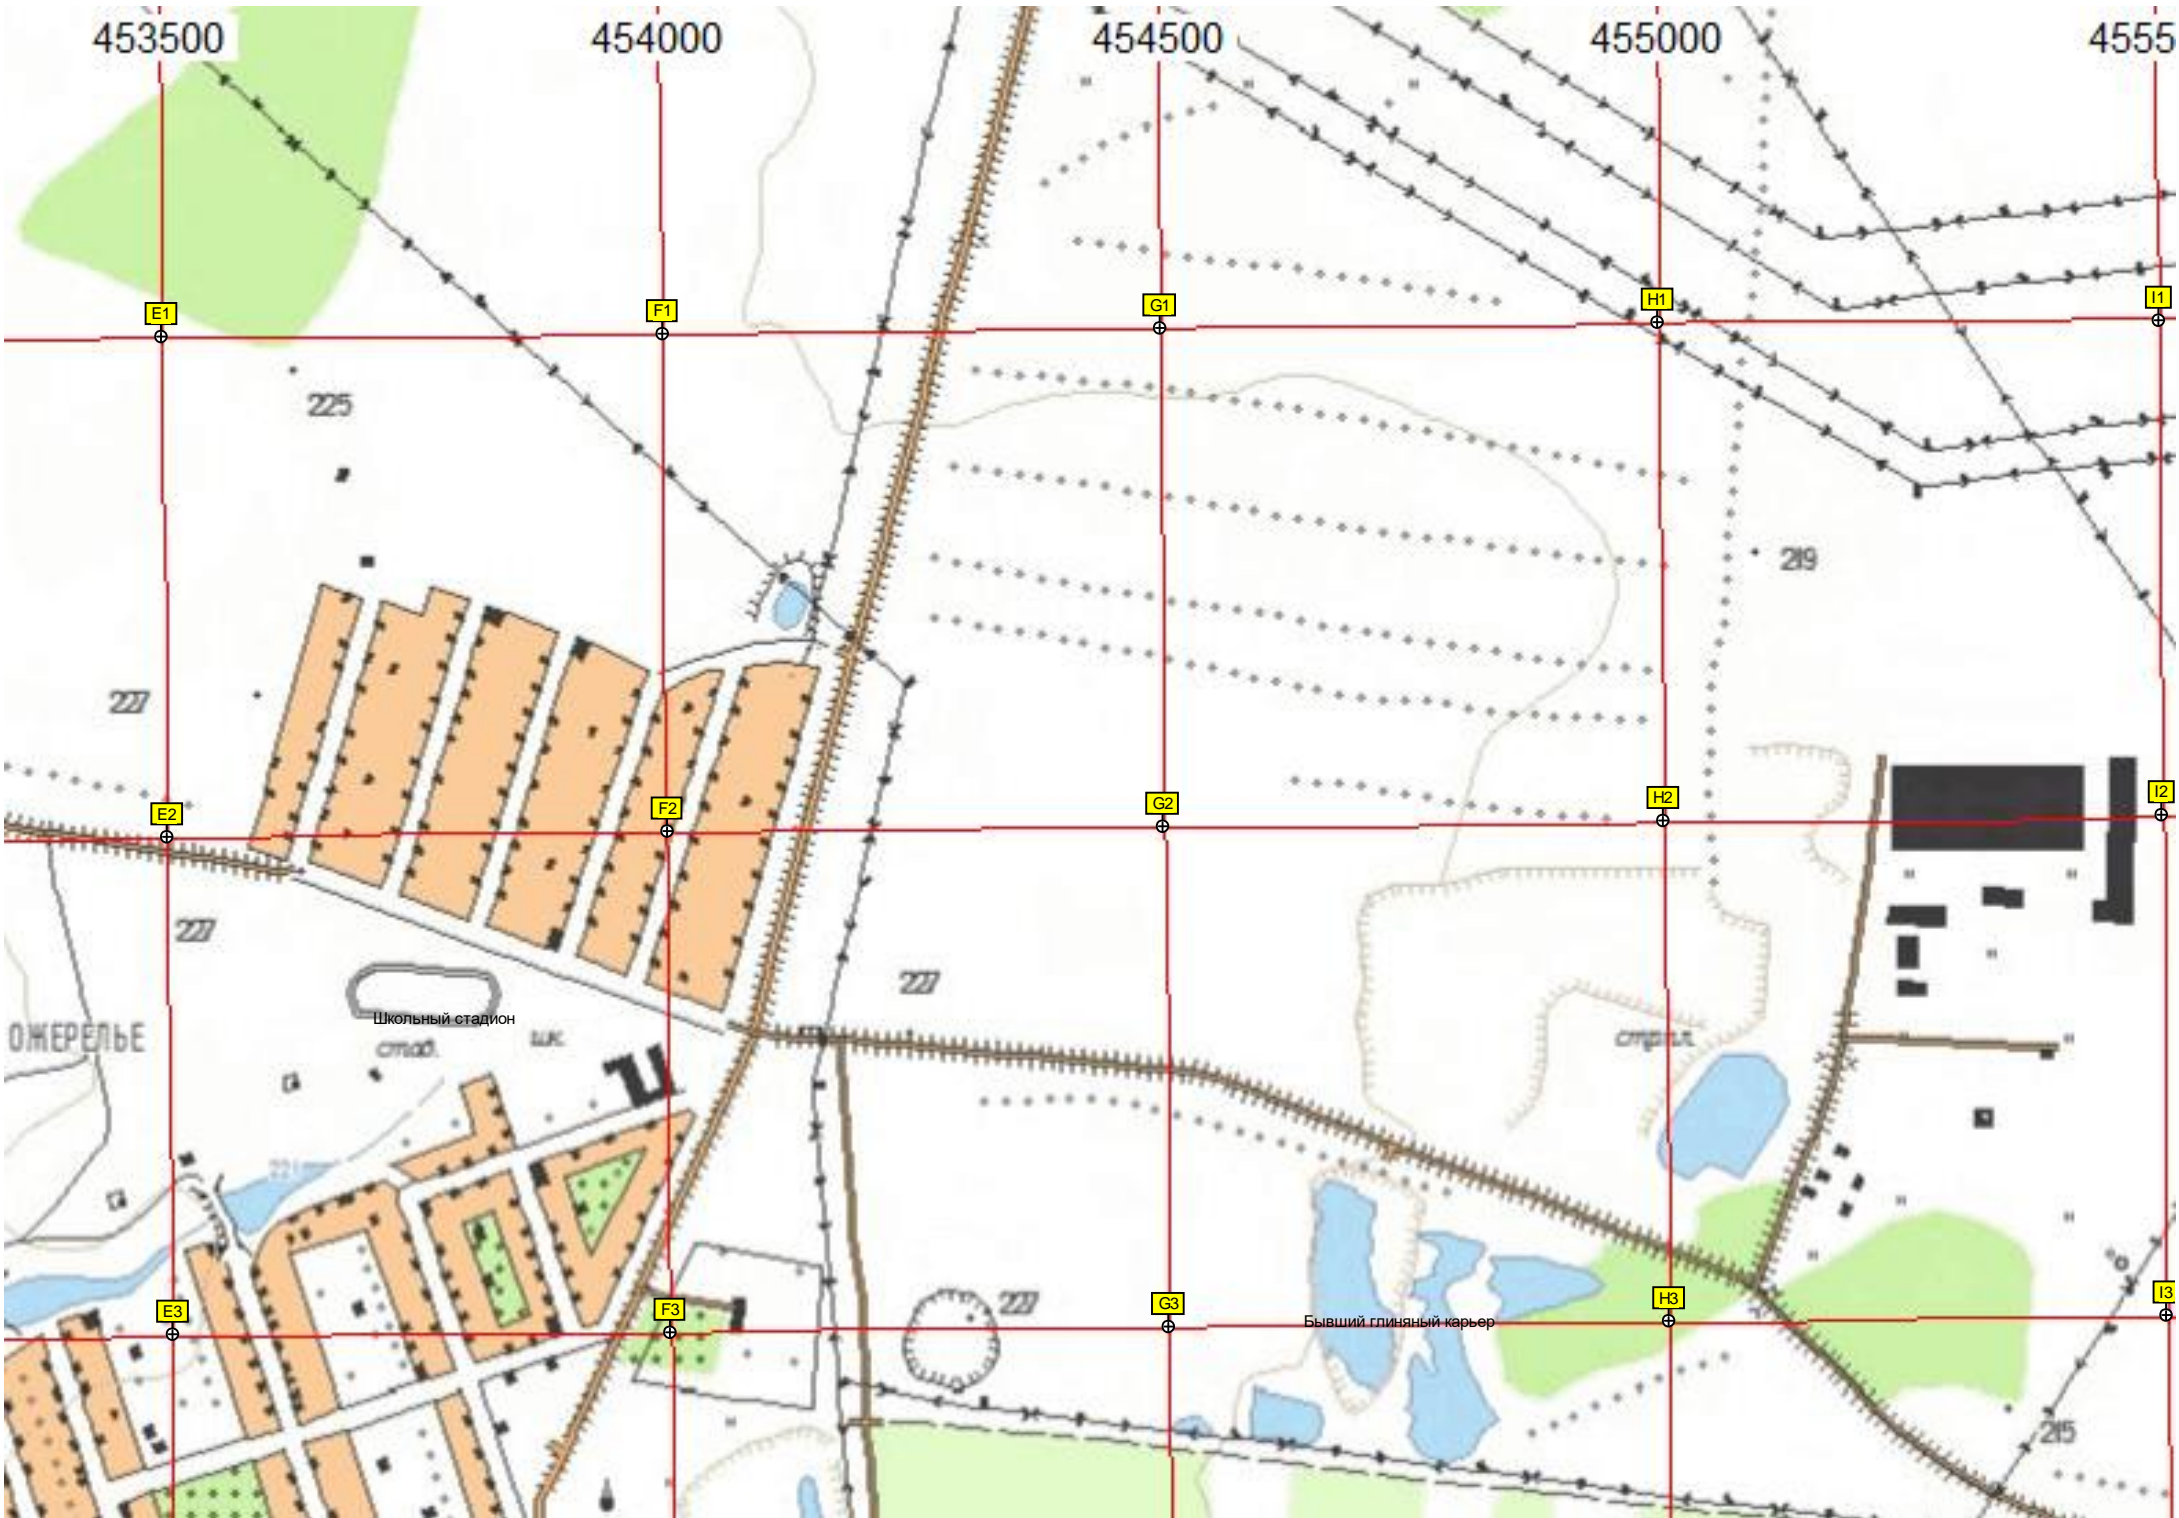 453500 454000 454500 455000 4555
E1 F1 G1 H1 I1
225
219
227
E2 F2 G2 H2 I2
227
227
Школьный стадион
ОЖЕРЕЛЬЕ
стад.
шк.
227
E3 F3 G3 H3 I3
Бывший глиняный карьер
215